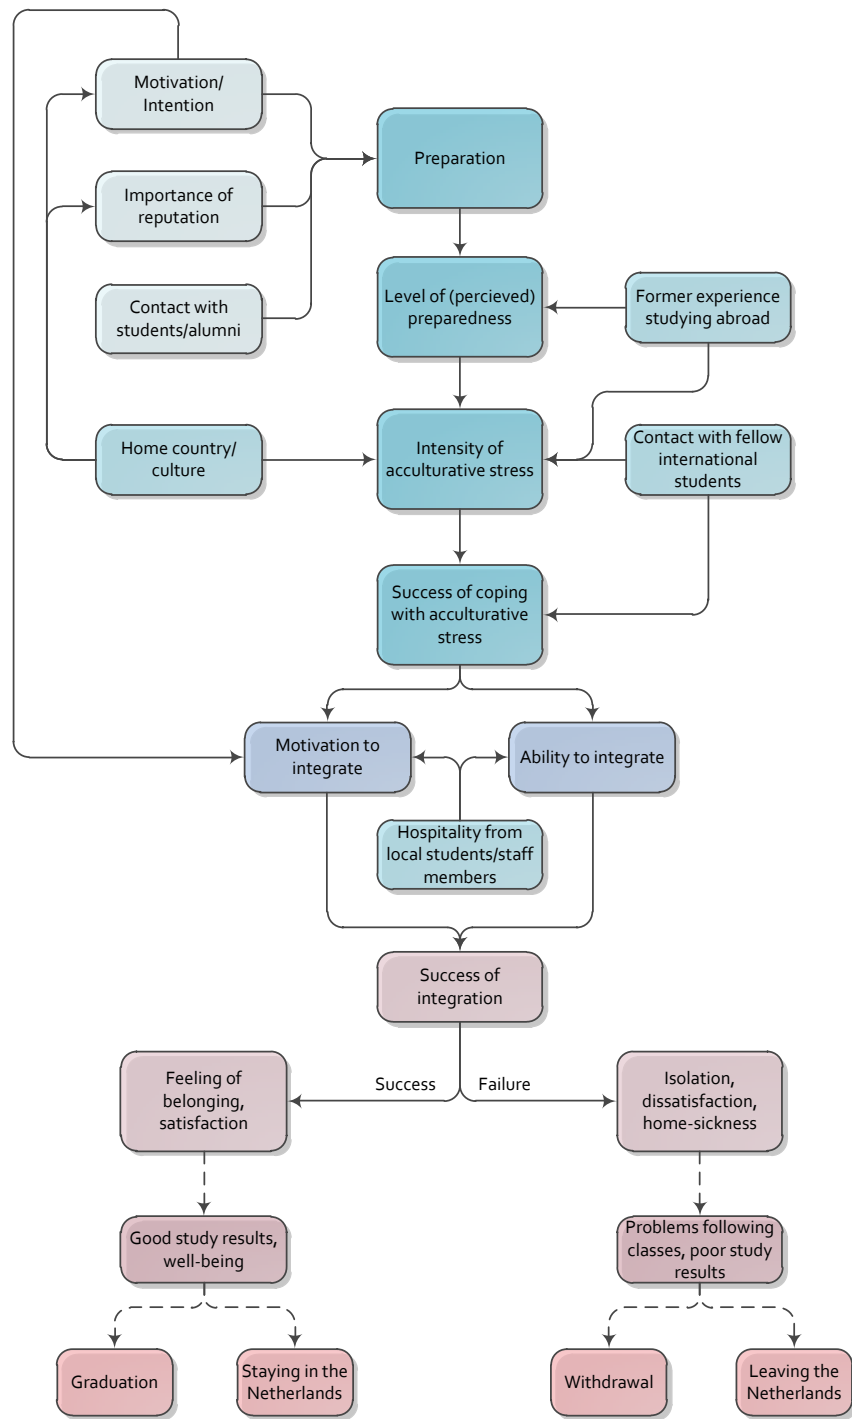 Motivation/
Intention
Preparation
Importance of
reputation
Contact with
students/alumni
Level of (percieved)
preparedness
Former experience
studying abroad
Home country/
culture
Intensity of
acculturative stress
Contact with fellow
international
students
Success of coping
with acculturative
stress
Motivation to
integrate
Ability to integrate
Hospitality from
local students/staff
members
Success of
integration
Success
Failure
Feeling of
belonging,
satisfaction
Isolation,
dissatisfaction,
home-sickness
Good study results,
well-being
Problems following
classes, poor study
results
Graduation
Staying in the
Netherlands
Withdrawal
Leaving the
Netherlands